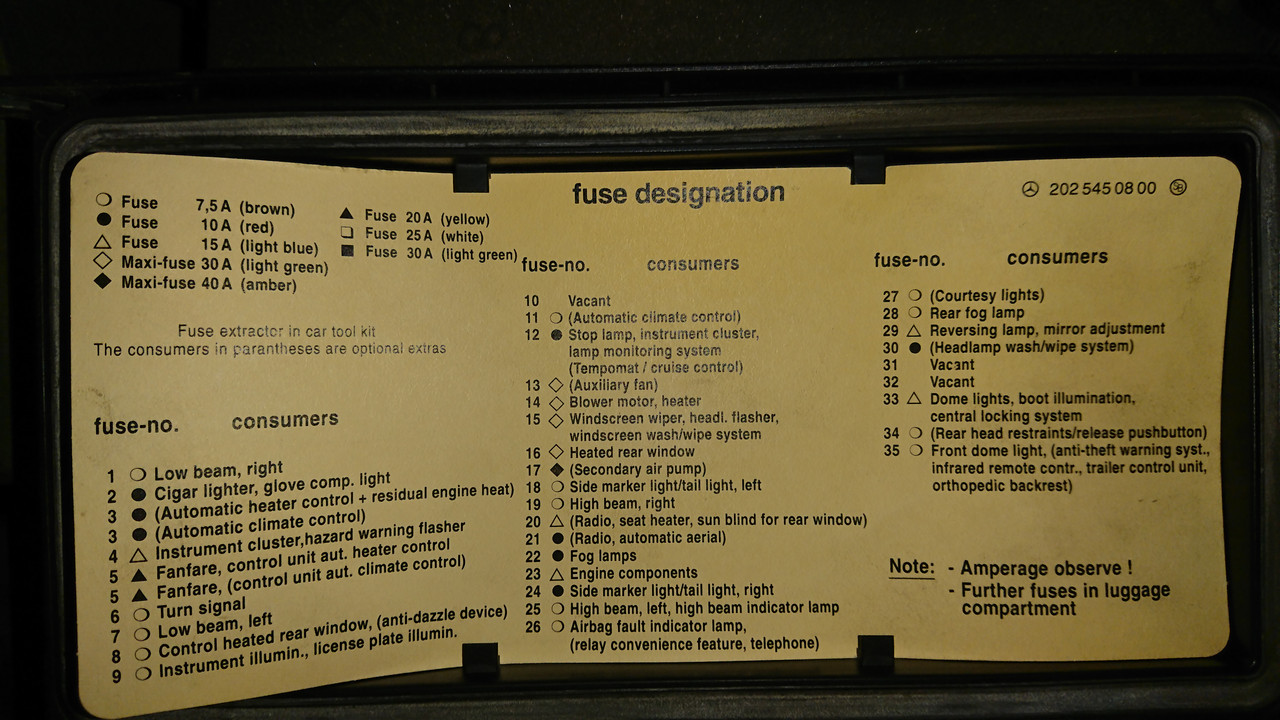 fuse designation
202 545 08 00
○ Fuse 7,5 A (brown)
● Fuse 10 A (red)
△ Fuse 15 A (light blue)
◇ Maxi-fuse 30 A (light green)
◆ Maxi-fuse 40 A (amber)
▲ Fuse 20 A (yellow)
❑ Fuse 25 A (white)
■ Fuse 30 A (light green)
Fuse extractor in car tool kit
The consumers in parantheses are optional extras
fuse-no. consumers
1 ○ Low beam, right
2 ● Cigar lighter, glove comp. light
3 ● (Automatic heater control + residual engine heat)
3 ● (Automatic climate control)
4 △ Instrument cluster,hazard warning flasher
5 ▲ Fanfare, control unit aut. heater control
5 ▲ Fanfare, (control unit aut. climate control)
6 ○ Turn signal
7 ○ Low beam, left
8 ○ Control heated rear window, (anti-dazzle device)
9 ○ Instrument illumin., license plate illumin.
fuse-no. consumers
10 Vacant
11 ○ (Automatic climate control)
12 ● Stop lamp, instrument cluster,
lamp monitoring system
(Tempomat / cruise control)
13 ◇ (Auxiliary fan)
14 ◇ Blower motor, heater
15 ◇ Windscreen wiper, headl. flasher,
windscreen wash/wipe system
16 ◇ Heated rear window
17 ◆ (Secondary air pump)
18 ○ Side marker light/tail light, left
19 ○ High beam, right
20 △ (Radio, seat heater, sun blind for rear window)
21 ● (Radio, automatic aerial)
22 ● Fog lamps
23 △ Engine components
24 ● Side marker light/tail light, right
25 ○ High beam, left, high beam indicator lamp
26 ○ Airbag fault indicator lamp,
(relay convenience feature, telephone)
fuse-no. consumers
27 ○ (Courtesy lights)
28 ○ Rear fog lamp
29 △ Reversing lamp, mirror adjustment
30 ● (Headlamp wash/wipe system)
31 Vacant
32 Vacant
33 △ Dome lights, boot illumination,
central locking system
34 ○ (Rear head restraints/release pushbutton)
35 ○ Front dome light, (anti-theft warning syst.,
infrared remote contr., trailer control unit,
orthopedic backrest)
Note: - Amperage observe !
- Further fuses in luggage
compartment